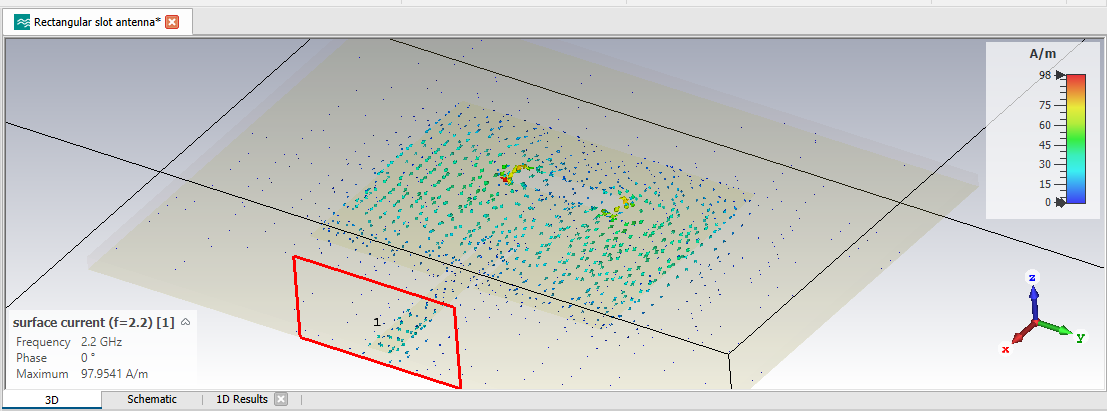 Rectangular slot antenna*
A/m
98
75
60
45
30
15
0
1
z
y
x
surface current (f=2.2) [1]
Frequency 2.2 GHz
Phase 0 °
Maximum 97.9541 A/m
3D Schematic 1D Results